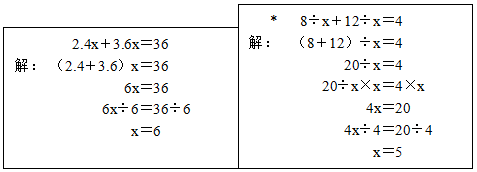 2.4x＋3.6x＝36
解：（2.4＋3.6）x＝36
6x＝36
6x÷6＝36÷6
x＝6
* 8÷x＋12÷x＝4
解：（8＋12）÷x＝4
20÷x＝4
20÷x×x＝4×x
4x＝20
4x÷4＝20÷4
x＝5